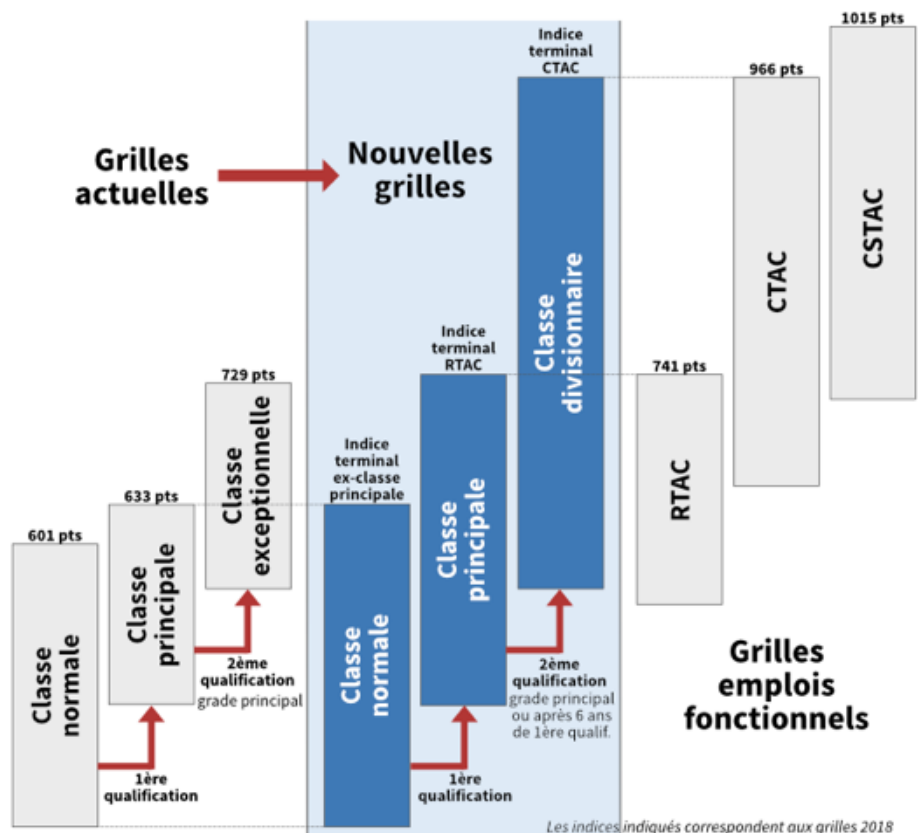 Grilles
actuelles
Nouvelles
grilles
601 pts
Classe
normale
1ère
qualification
633 pts
Classe
principale
2ème
qualification
grade principal
729 pts
Classe
exceptionnelle
Indice
terminal
ex-classe
principale
Classe
normale
1ère
qualification
Indice
terminal
RTAC
Classe
principale
2ème
qualification
grade principal
ou après 6 ans
de 1ère qualif.
Indice
terminal
CTAC
Classe
divisionnaire
741 pts
RTAC
966 pts
CTAC
1015 pts
CSTAC
Grilles
emplois
fonctionnels
Les indices indiqués correspondent aux grilles 2018